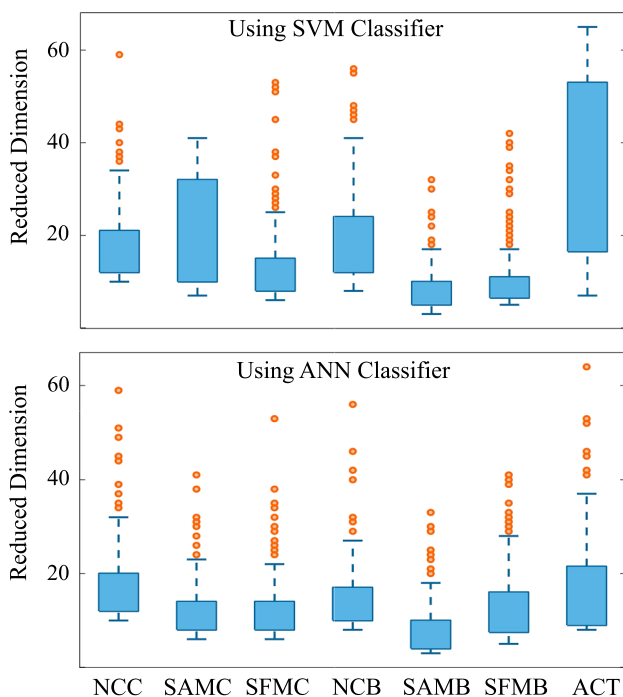 Using SVM Classifier
Reduced Dimension
60
40
20
Using ANN Classifier
Reduced Dimension
60
40
20
NCC SAMC SFMC NCB SAMB SFMB ACT